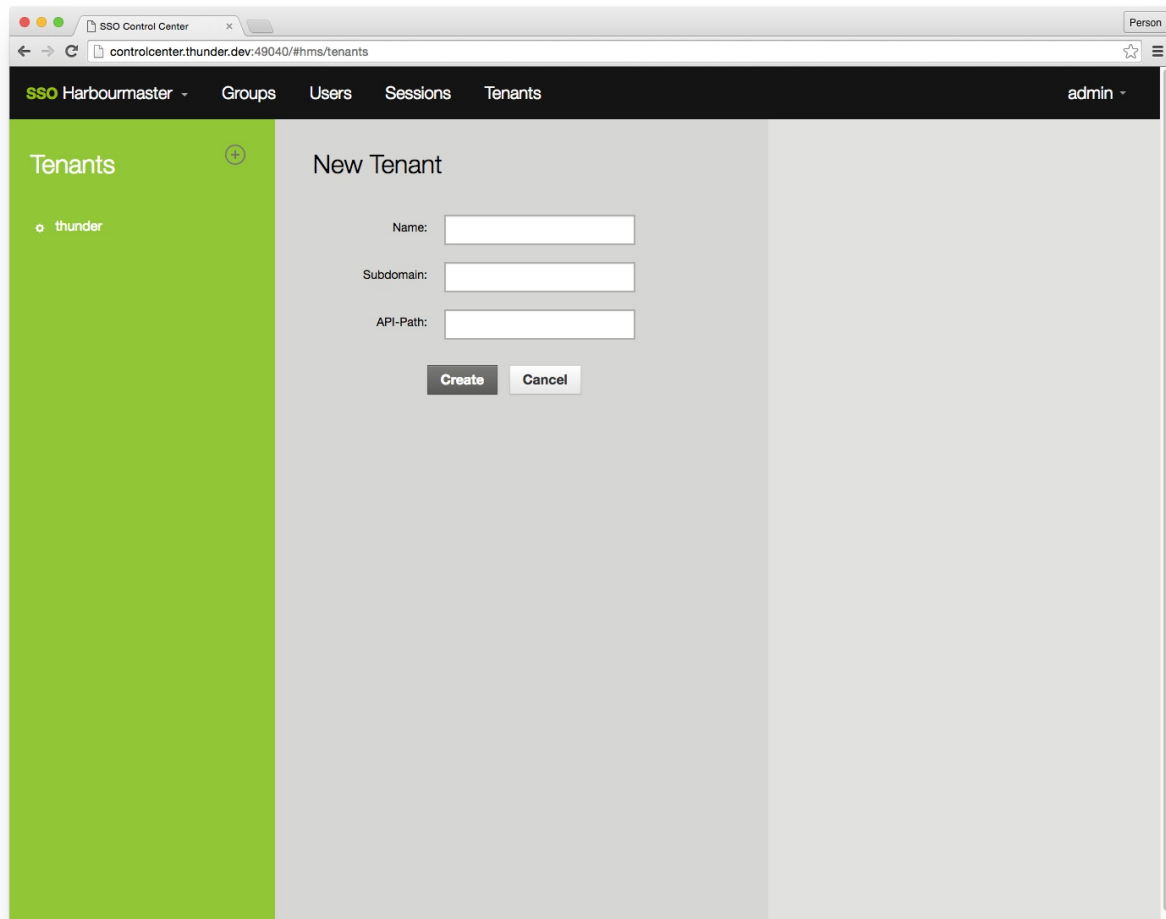 SSO Control Center
Person
controlcenter.thunder.dev:49040/#hms/tenants
sso Harbourmaster Groups Users Sessions Tenants admin
Tenants
thunder
New Tenant
Name:
Subdomain:
API-Path:
Create Cancel